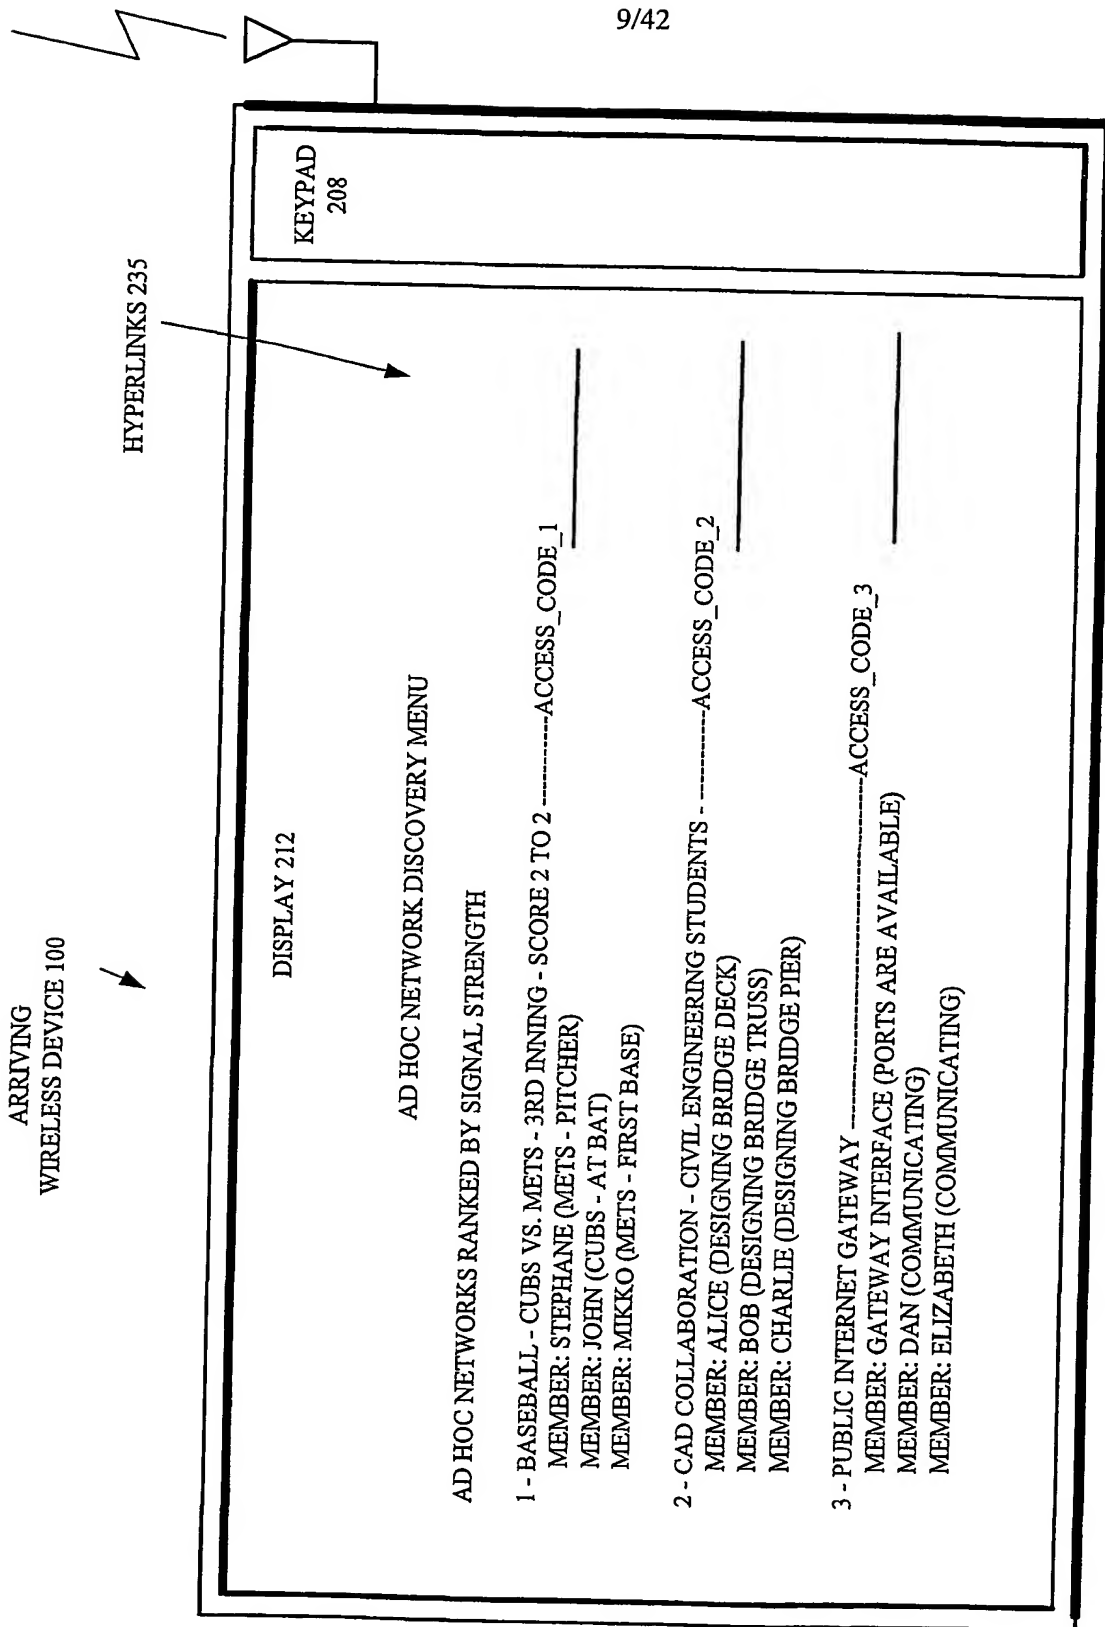 9/42
ARRIVING
WIRELESS DEVICE 100
HYPERLINKS 235
KEYPAD
208
DISPLAY 212
AD HOC NETWORK DISCOVERY MENU
AD HOC NETWORKS RANKED BY SIGNAL STRENGTH
1 - BASEBALL - CUBS VS. METS - 3RD INNING - SCORE 2 TO 2 ------------ACCESS_CODE_1
MEMBER: STEPHANE (METS - PITCHER)
MEMBER: JOHN (CUBS - AT BAT)
MEMBER: MIKKO (METS - FIRST BASE)
2 - CAD COLLABORATION - CIVIL ENGINEERING STUDENTS - ------------ACCESS_CODE_2
MEMBER: ALICE (DESIGNING BRIDGE DECK)
MEMBER: BOB (DESIGNING BRIDGE TRUSS)
MEMBER: CHARLIE (DESIGNING BRIDGE PIER)
3 - PUBLIC INTERNET GATEWAY ------------------------------------------------ACCESS_CODE_3
MEMBER: GATEWAY INTERFACE (PORTS ARE AVAILABLE)
MEMBER: DAN (COMMUNICATING)
MEMBER: ELIZABETH (COMMUNICATING)